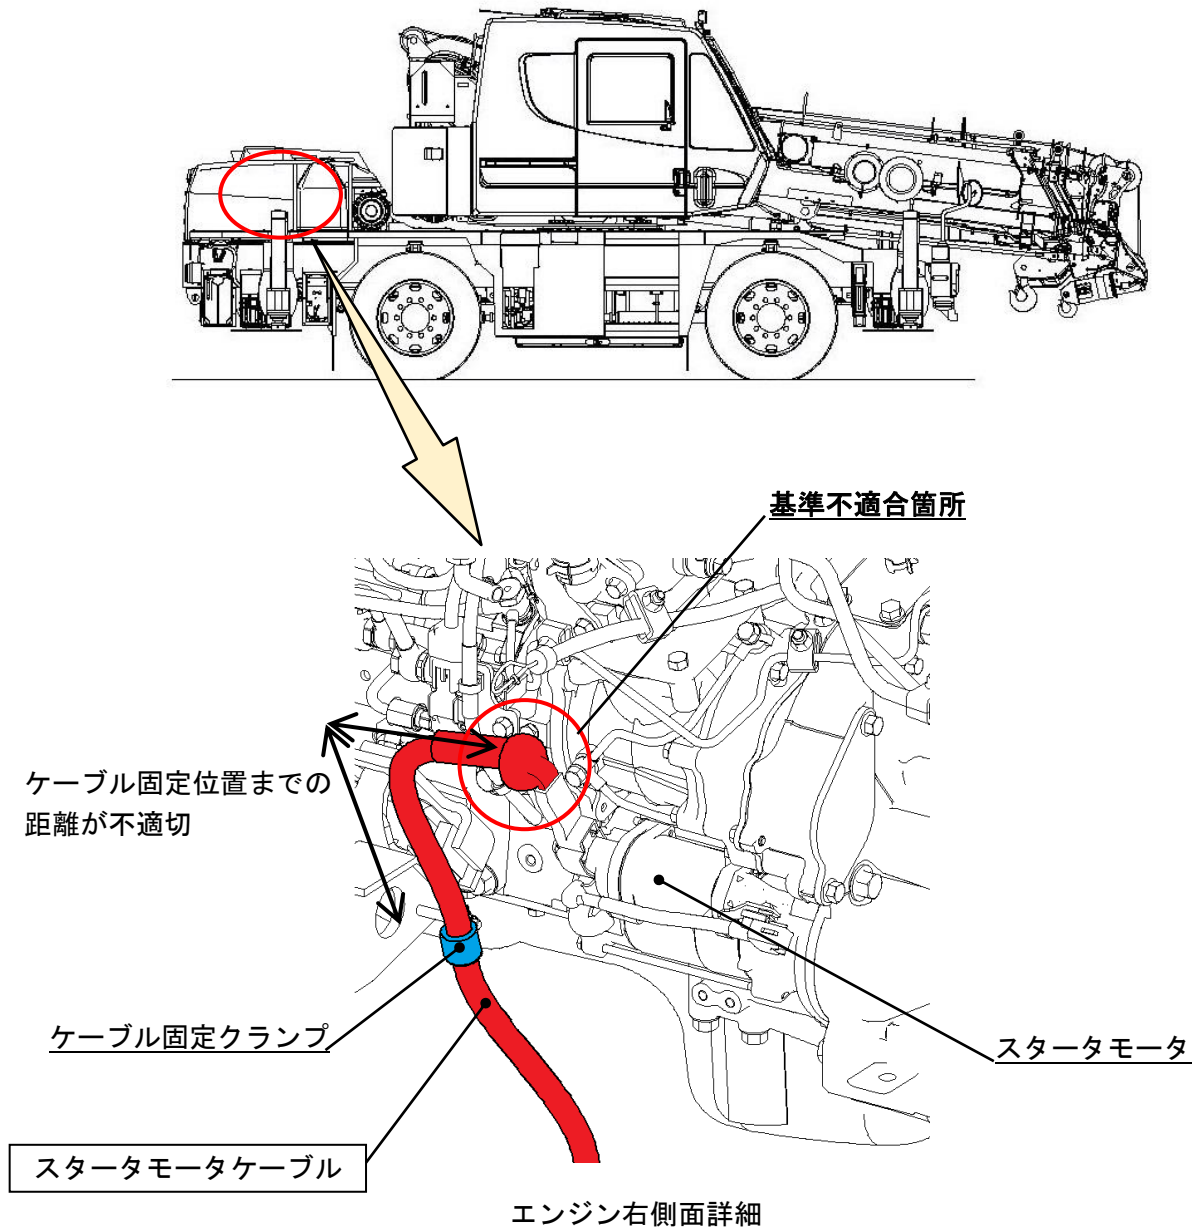 基準不適合箇所
ケーブル固定位置までの
距離が不適切
ケーブル固定クランプ
スタータモータ
スタータモータケーブル
エンジン右側面詳細